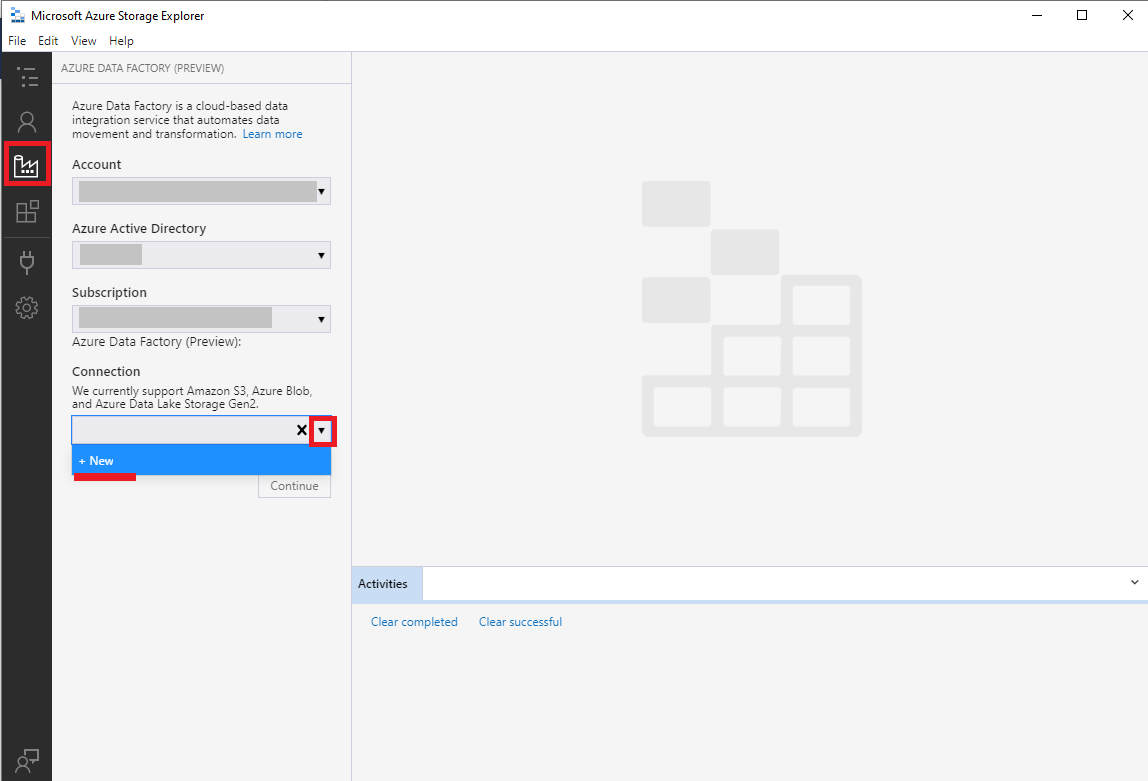 Microsoft Azure Storage Explorer
File Edit View Help
AZURE DATA FACTORY (PREVIEW)
Azure Data Factory is a cloud-based data
integration service that automates data
movement and transformation. Learn more
Account
Azure Active Directory
Subscription
Azure Data Factory (Preview):
Connection
We currently support Amazon S3, Azure Blob,
and Azure Data Lake Storage Gen2.
+ New
Continue
Activities
Clear completed Clear successful